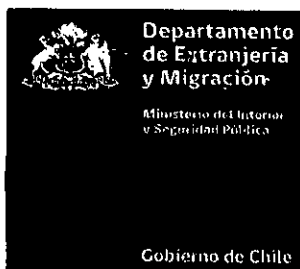 Departamento
de Extranjería
y Migración
Ministerio del Interior
y Seguridad Pública
Gobierno de Chile